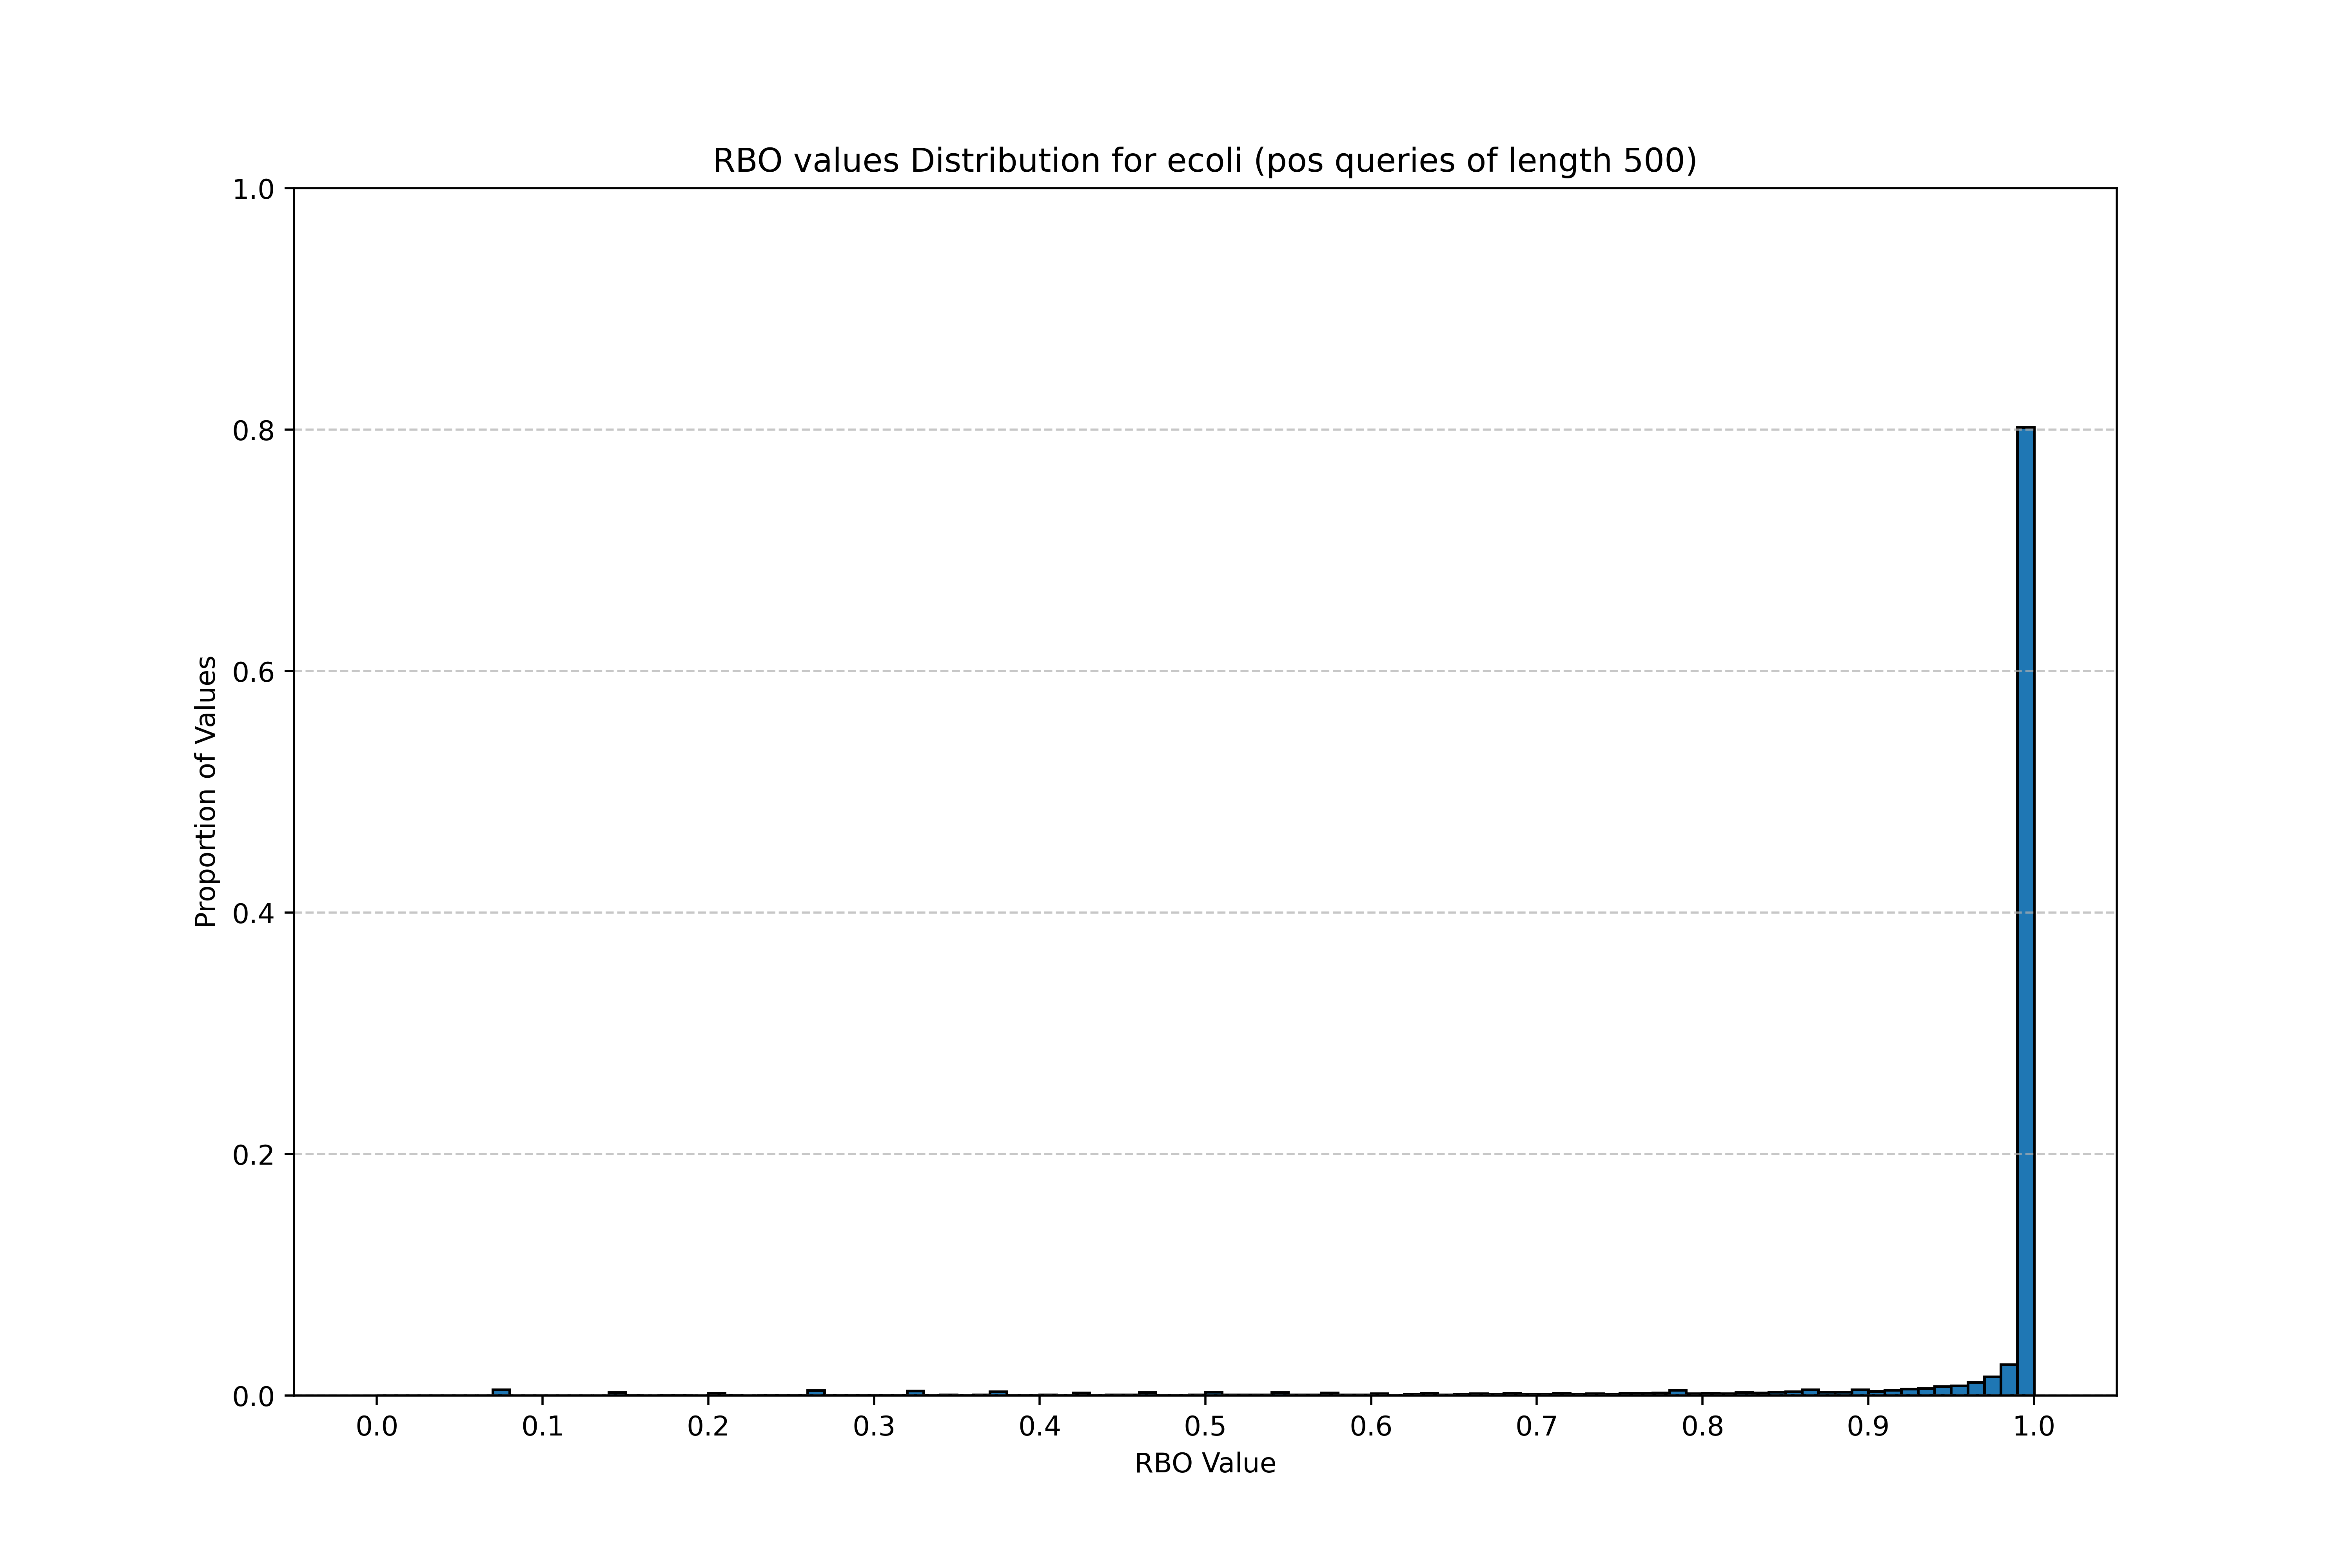 RBO values Distribution for ecoli (pos queries of length 500)
1.0
0.8
0.6
0.4
0.2
0.0
Proportion of Values
0.0 0.1 0.2 0.3 0.4 0.5 0.6 0.7 0.8 0.9 1.0
RBO Value